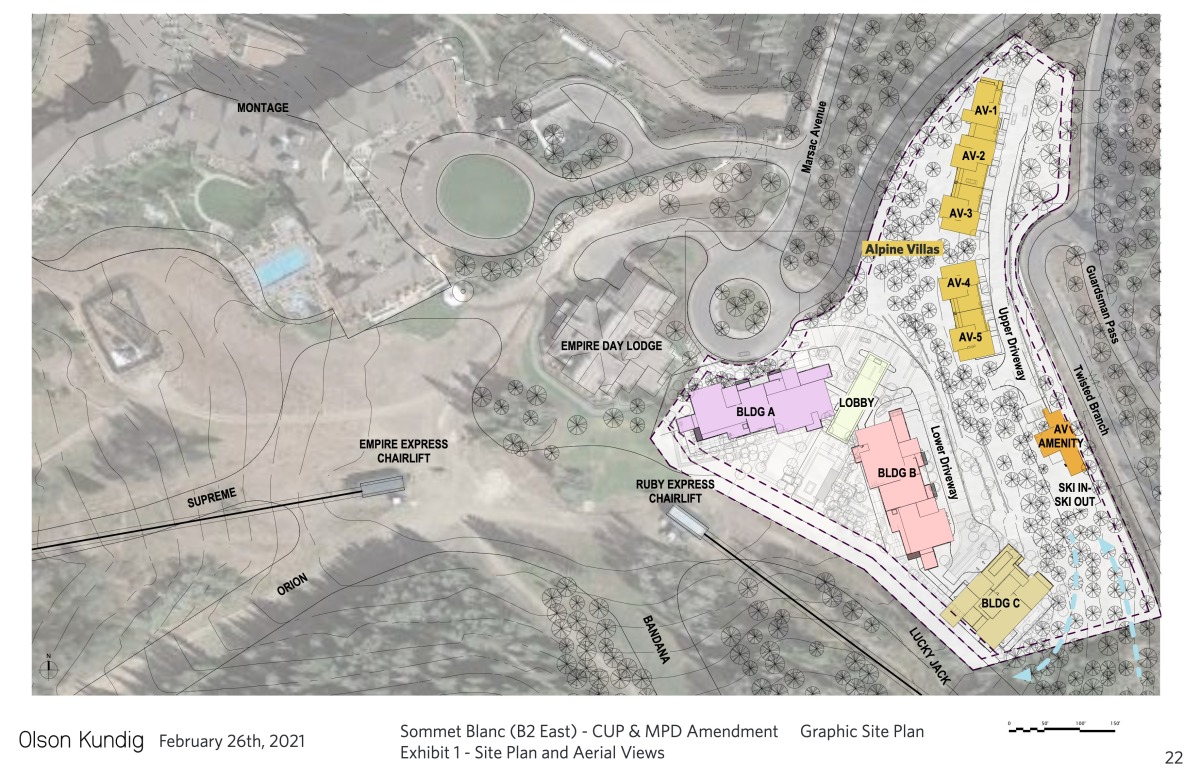 MONTAGE
Marsac Avenue
AV-1
AV-2
AV-3
Alpine Villas
AV-4
AV-5
Upper Driveway
Guardsman Pass
Twisted Branch
EMPIRE DAY LODGE
BLDG A
LOBBY
BLDG B
Lower Driveway
AV
AMENITY
SKI IN-
SKI OUT
EMPIRE EXPRESS
CHAIRLIFT
RUBY EXPRESS
CHAIRLIFT
SUPREME
ORION
BANDANA
LUCKY JACK
BLDG C
N
Olson Kundig
February 26th, 2021
Sommet Blanc (B2 East) - CUP & MPD Amendment
Graphic Site Plan
Exhibit 1 - Site Plan and Aerial Views
0 50' 100' 150'
22